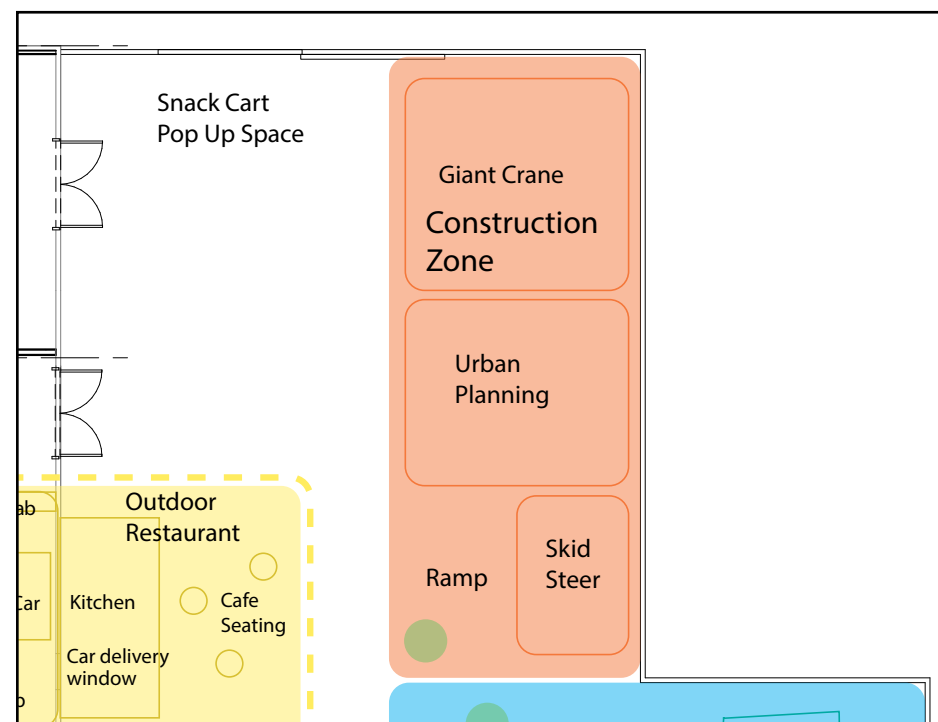 Snack Cart
Pop Up Space
Giant Crane
Construction
Zone
Urban
Planning
Outdoor
Restaurant
Skid
Steer
Ramp
Kitchen
Cafe
Seating
Car
Car delivery
window